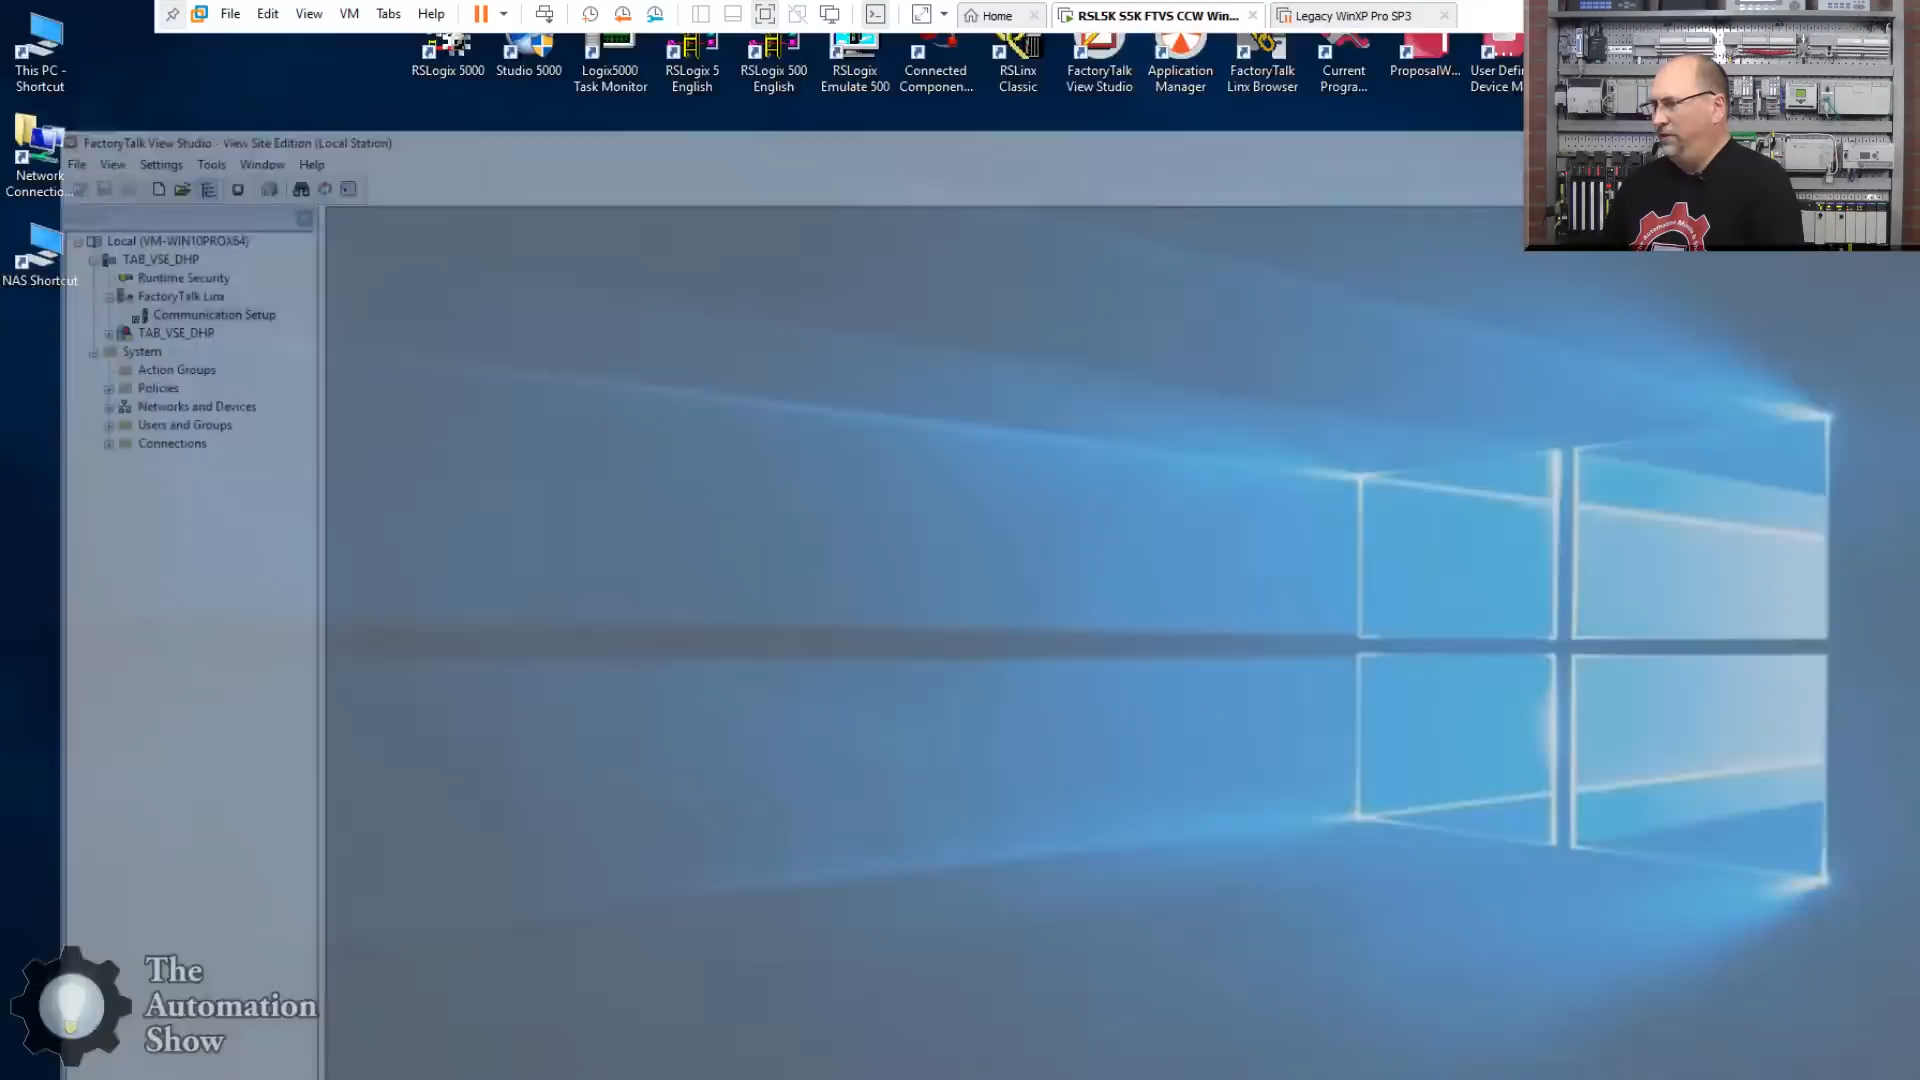 File Edit View VM Tabs Help
Home
RSL5K S5K FTVS CCW Win...
Legacy WinXP Pro SP3
This PC -
Shortcut
Network
Connectio...
NAS Shortcut
RSLogix 5000
Studio 5000
Logix5000
Task Monitor
RSLogix 5
English
RSLogix 500
English
RSLogix
Emulate 500
Connected
Componen...
RSLinx
Classic
FactoryTalk
View Studio
Application
Manager
FactoryTalk
Linx Browser
Current
Progra...
ProposalW...
User Defi
Device M
FactoryTalk View Studio - View Site Edition (Local Station)
File View Settings Tools Window Help
Local (VM-WIN10PROX64)
TAB_VSE_DHP
Runtime Security
FactoryTalk Linx
Communication Setup
TAB_VSE_DHP
System
Action Groups
Policies
Networks and Devices
Users and Groups
Connections
The
Automation
Show